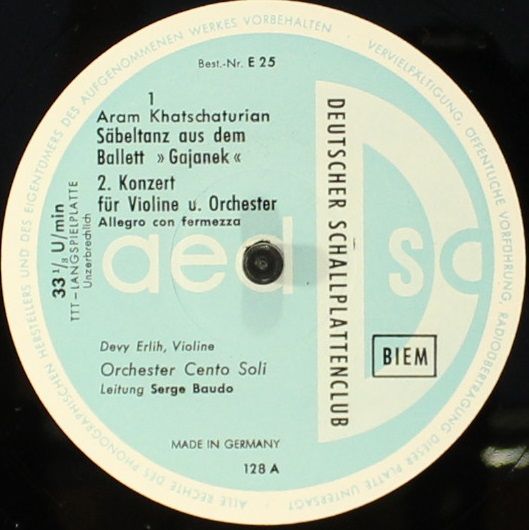 ALLE RECHTE DES PHONOGRAPHISCHEN HERSTELLERS UND DES EIGENTÜMERS DES AUFGENOMMENEN WERKES VORBEHALTEN · VERVIELFÄLTIGUNG, ÖFFENTLICHE VORFÜHRUNG, RADIOÜBERTRAGUNG DIESER PLATTE UNTERSAGT ·
Best.-Nr. E 25
1
Aram Khatschaturian
Säbeltanz aus dem
Ballett »Gajanek«
2. Konzert
für Violine u. Orchester
Allegro con fermezza
33 1/3 U/min
TTT – LANGSPIELPLATTE
Unzerbrechlich
aed
sc
DEUTSCHER SCHALLPLATTENCLUB
BIEM
Devy Erlih, Violine
Orchester Cento Soli
Leitung Serge Baudo
MADE IN GERMANY
128 A